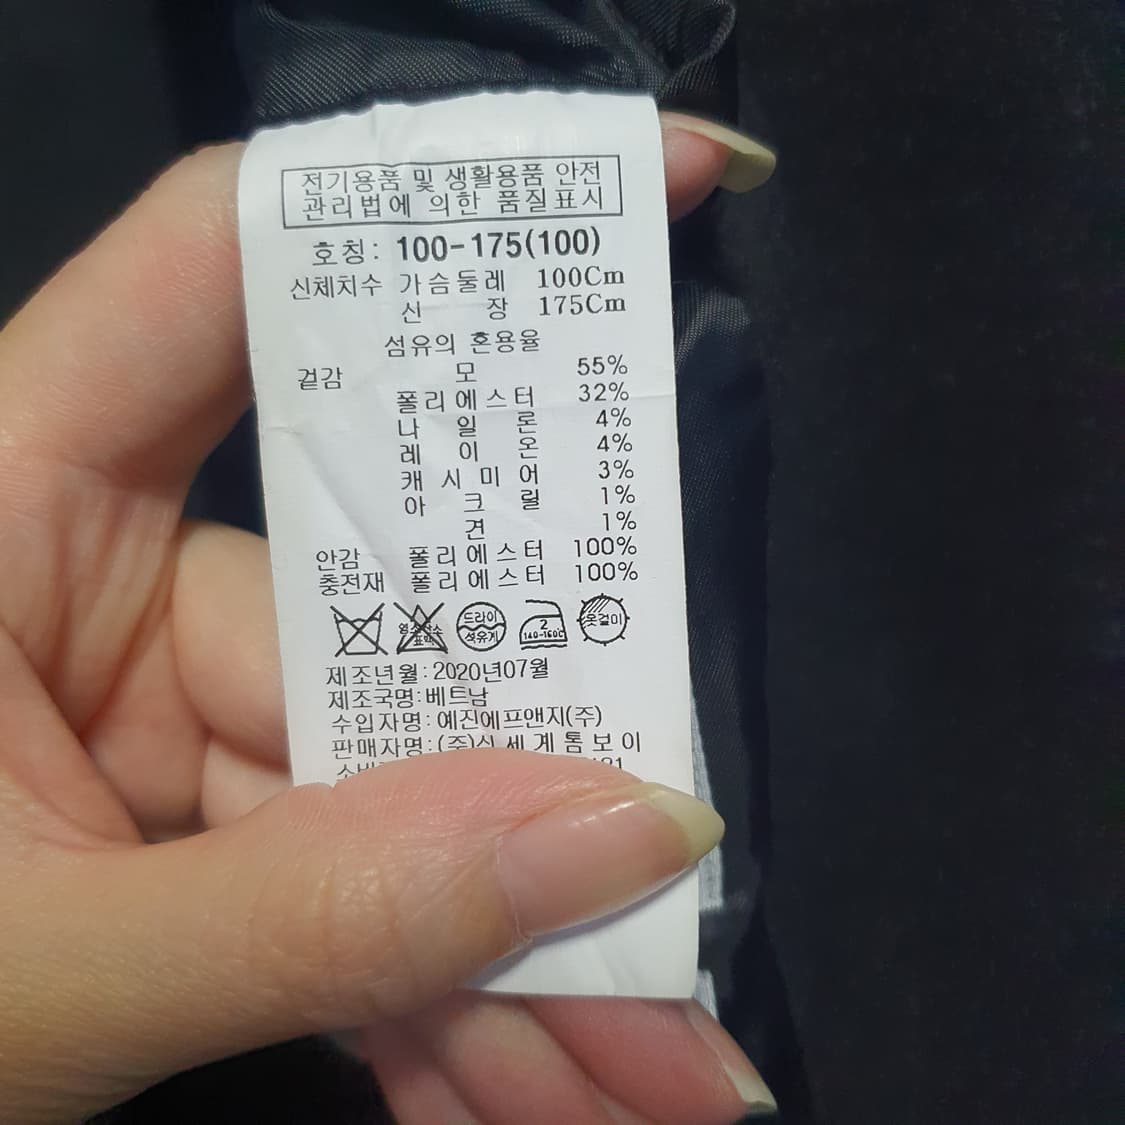 전기용품 및 생활용품 안전
관리법에 의한 품질표시
호칭: 100-175(100)
신체치수 가슴둘레 100Cm
신 장 175Cm
섬유의 혼용율
겉감 모 55%
폴리에스터 32%
나일론 4%
레이온 4%
캐시미어 3%
아크릴 1%
견 1%
안감 폴리에스터 100%
충전재 폴리에스터 100%
염소산소 표백 드라이 석유계 2 140-160℃ 옷걸이
제조년월:2020년07월
제조국명:베트남
수입자명:예진에프앤지(주)
판매자명:(주)신세계톰보이